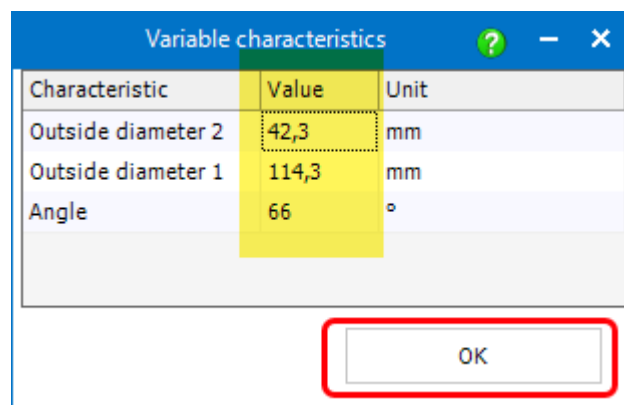 Variable characteristics
Characteristic Value Unit
Outside diameter 2 42,3 mm
Outside diameter 1 114,3 mm
Angle 66 °
OK